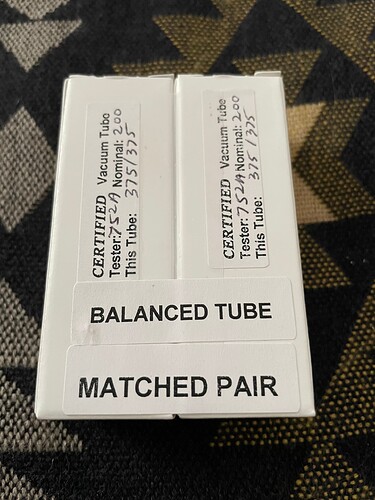 CERTIFIED Vacuum Tube
Tester: 752A Nominal: 200
This Tube: 375/375
CERTIFIED Vacuum Tube
Tester: 752A Nominal: 200
This Tube: 375/375
BALANCED TUBE
MATCHED PAIR